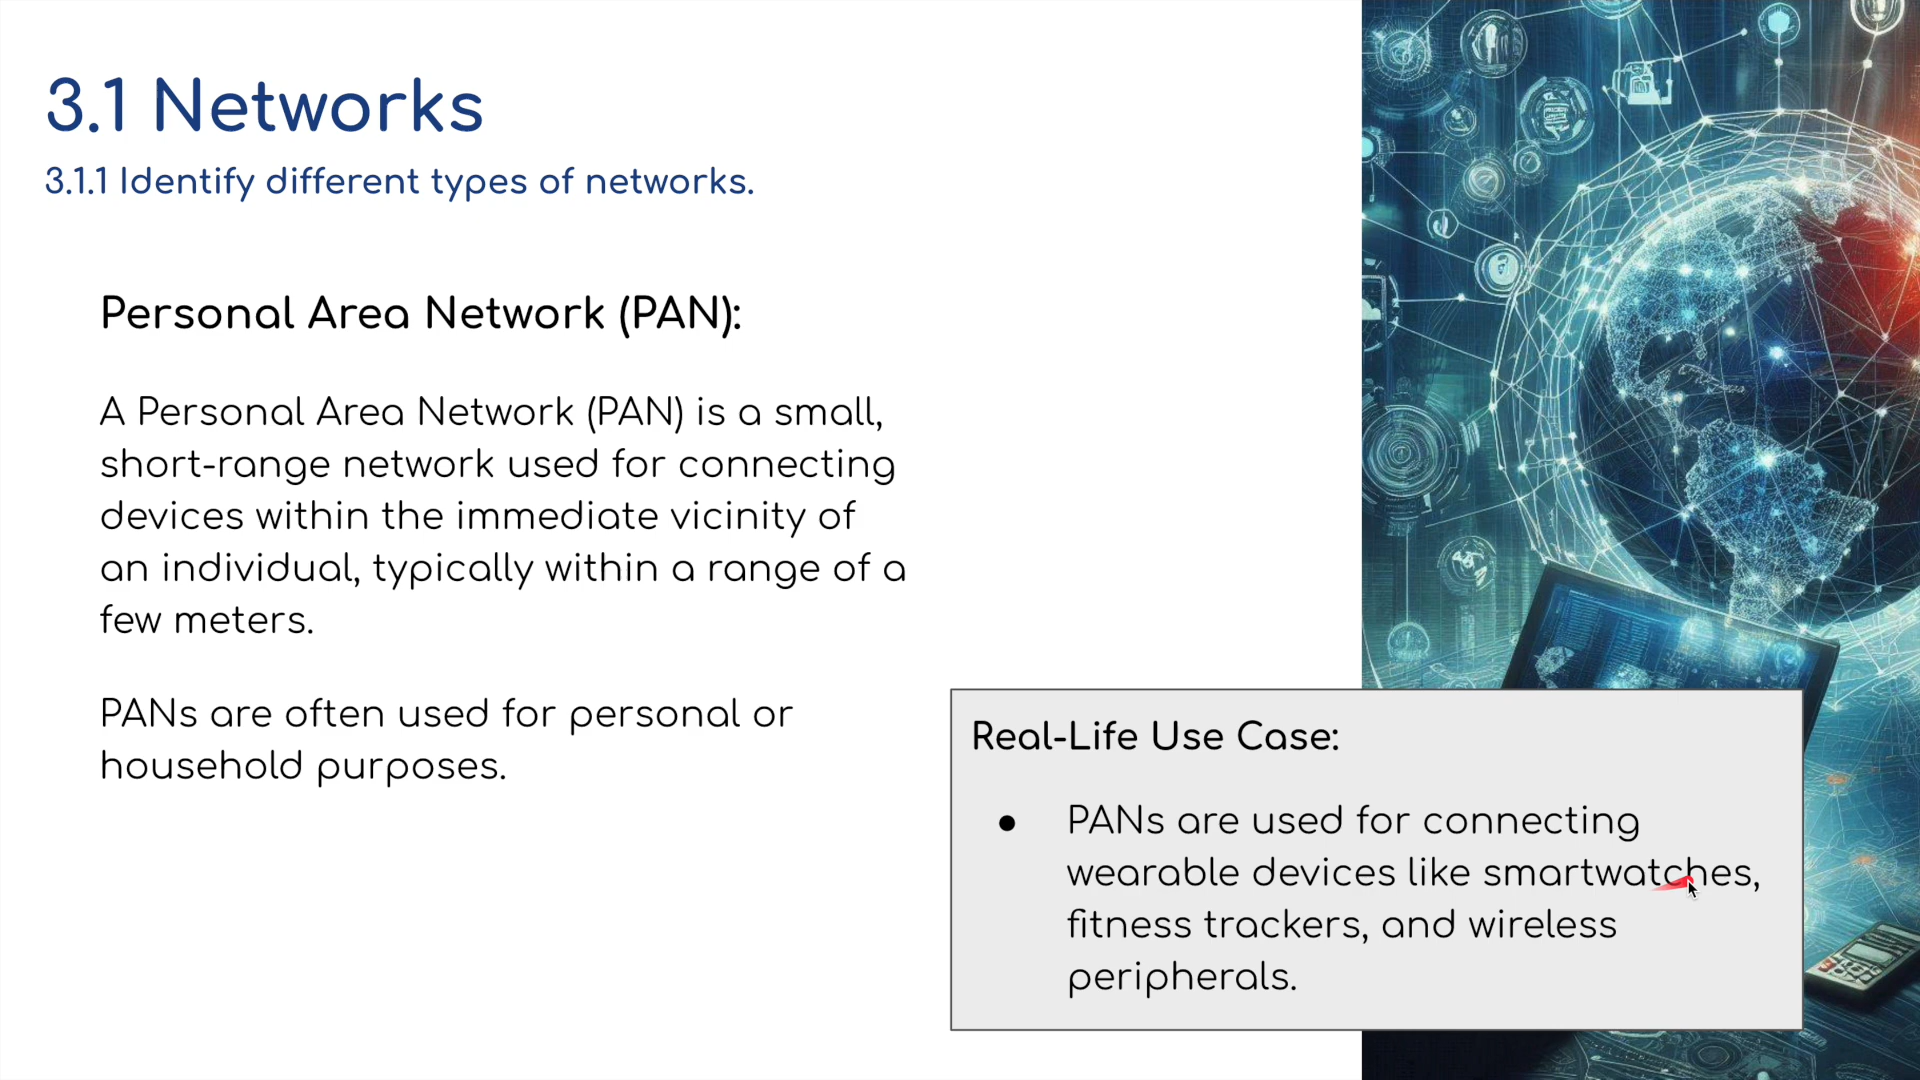 3.1 Networks
3.1.1 Identify different types of networks.
Personal Area Network (PAN):
A Personal Area Network (PAN) is a small,
short-range network used for connecting
devices within the immediate vicinity of
an individual, typically within a range of a
few meters.
PANs are often used for personal or
household purposes.
Real-Life Use Case:
● PANs are used for connecting
wearable devices like smartwatches,
fitness trackers, and wireless
peripherals.